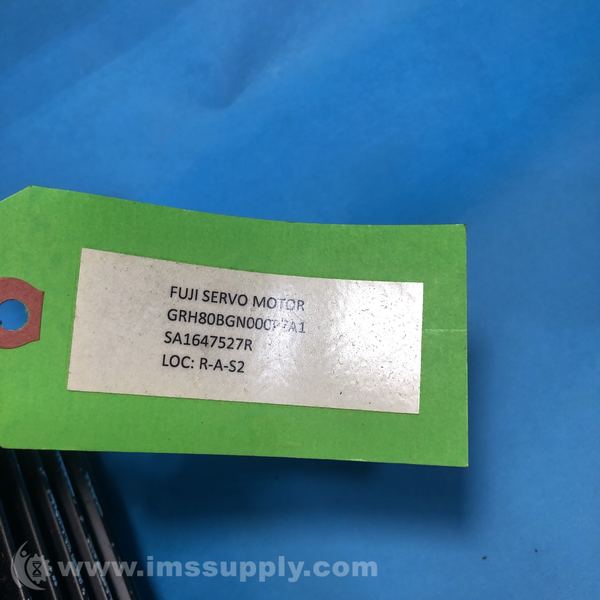 FUJI SERVO MOTOR
SA1647527R
LOC: R-A-S2
www.imssupply.com